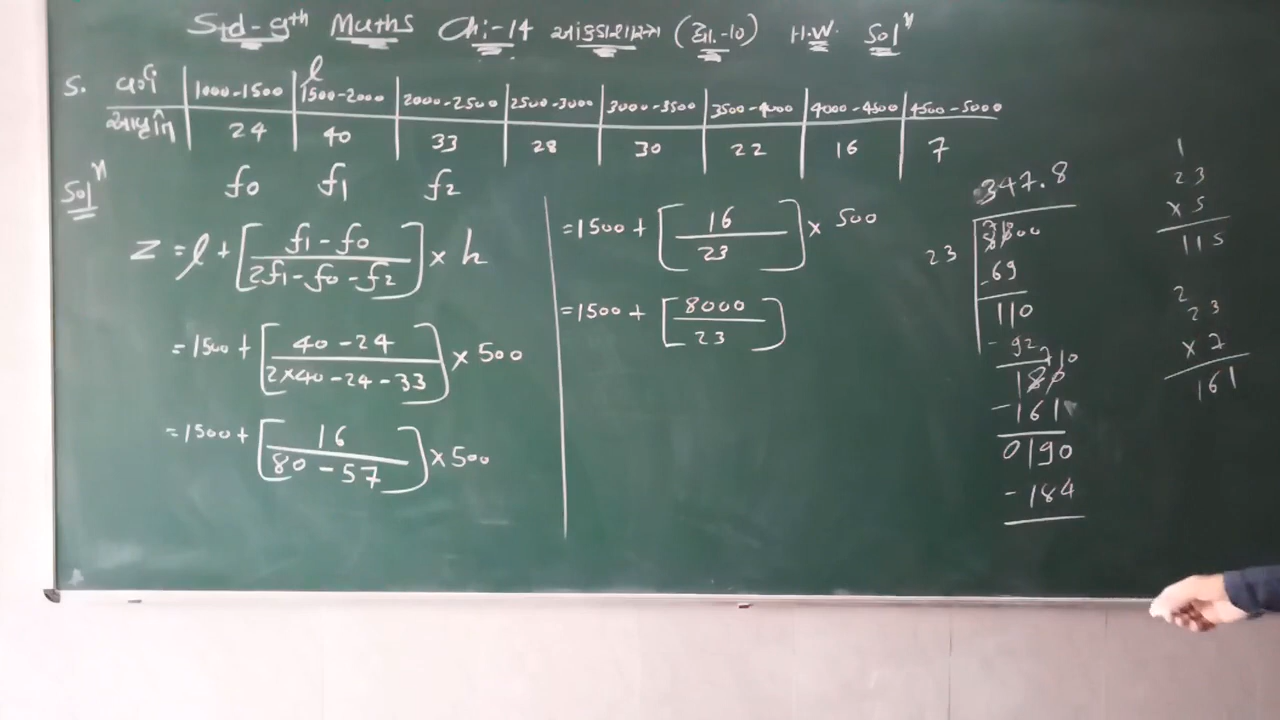 Std-9th Maths Ch:-14 આંકડાશાસ્ત્ર (દા.-10) H.W. Solⁿ
l
5. વર્ગ 1000-1500 1500-2000 2000-2500 2500-3000 3000-3500 3500-4000 4000-4500 4500-5000
આવૃત્તિ 24 40 33 28 30 22 16 7
Solⁿ f0 f1 f2
Z = l + [f1 - f0 / 2f1 - f0 - f2] × h
= 1500 + [40 - 24 / 2×40 - 24 - 33] × 500
= 1500 + [16 / 80 - 57] × 500
= 1500 + [16 / 23] × 500
= 1500 + [8000 / 23]
347.8
23
- 69
110
- 92
7 10
180
- 161
0190
- 184
1
23
× 5
115
2
23
× 7
161